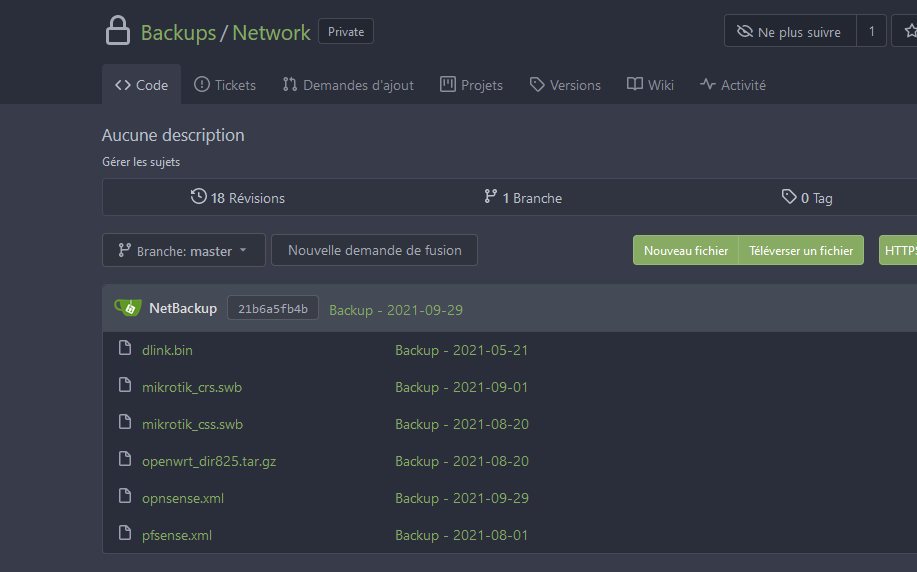 Backups / Network Private
Ne plus suivre 1
Code Tickets Demandes d'ajout Projets Versions Wiki Activité
Aucune description
Gérer les sujets
18 Révisions 1 Branche 0 Tag
Branche: master Nouvelle demande de fusion Nouveau fichier Téléverser un fichier HTTPS
NetBackup 21b6a5fb4b Backup - 2021-09-29
dlink.bin Backup - 2021-05-21
mikrotik_crs.swb Backup - 2021-09-01
mikrotik_css.swb Backup - 2021-08-20
openwrt_dir825.tar.gz Backup - 2021-08-20
opnsense.xml Backup - 2021-09-29
pfsense.xml Backup - 2021-08-01